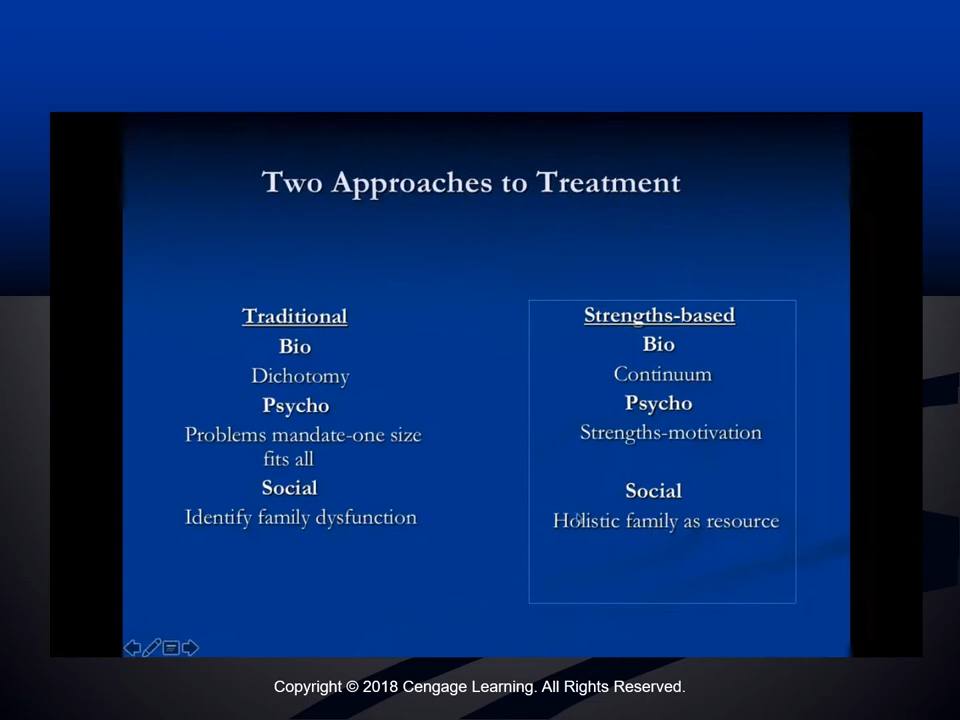 Two Approaches to Treatment
Traditional
Bio
Dichotomy
Psycho
Problems mandate-one size
fits all
Social
Identify family dysfunction
Strengths-based
Bio
Continuum
Psycho
Strengths-motivation
Social
Holistic family as resource
Copyright © 2018 Cengage Learning. All Rights Reserved.